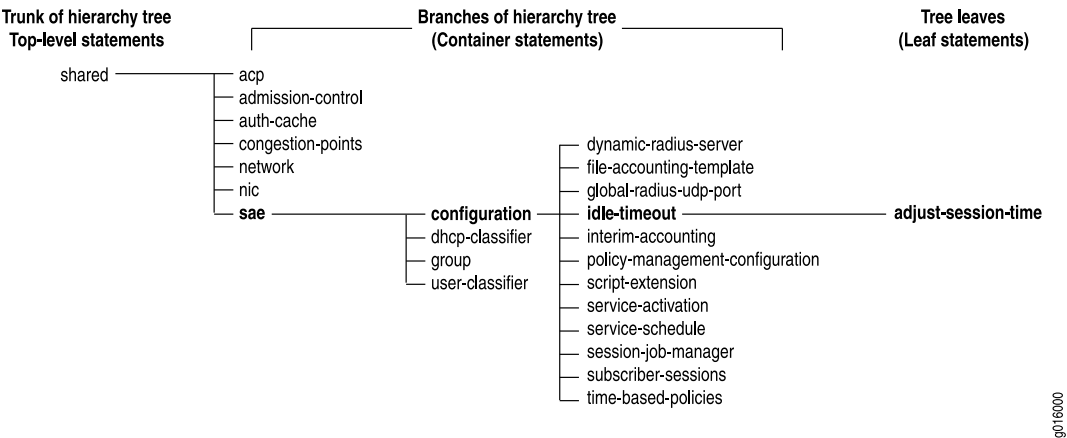 Trunk of hierarchy tree
Top-level statements
Branches of hierarchy tree
(Container statements)
Tree leaves
(Leaf statements)
shared
acp
admission-control
auth-cache
congestion-points
network
nic
sae
configuration
dhcp-classifier
group
user-classifier
dynamic-radius-server
file-accounting-template
global-radius-udp-port
idle-timeout
interim-accounting
policy-management-configuration
script-extension
service-activation
service-schedule
session-job-manager
subscriber-sessions
time-based-policies
adjust-session-time
g016000